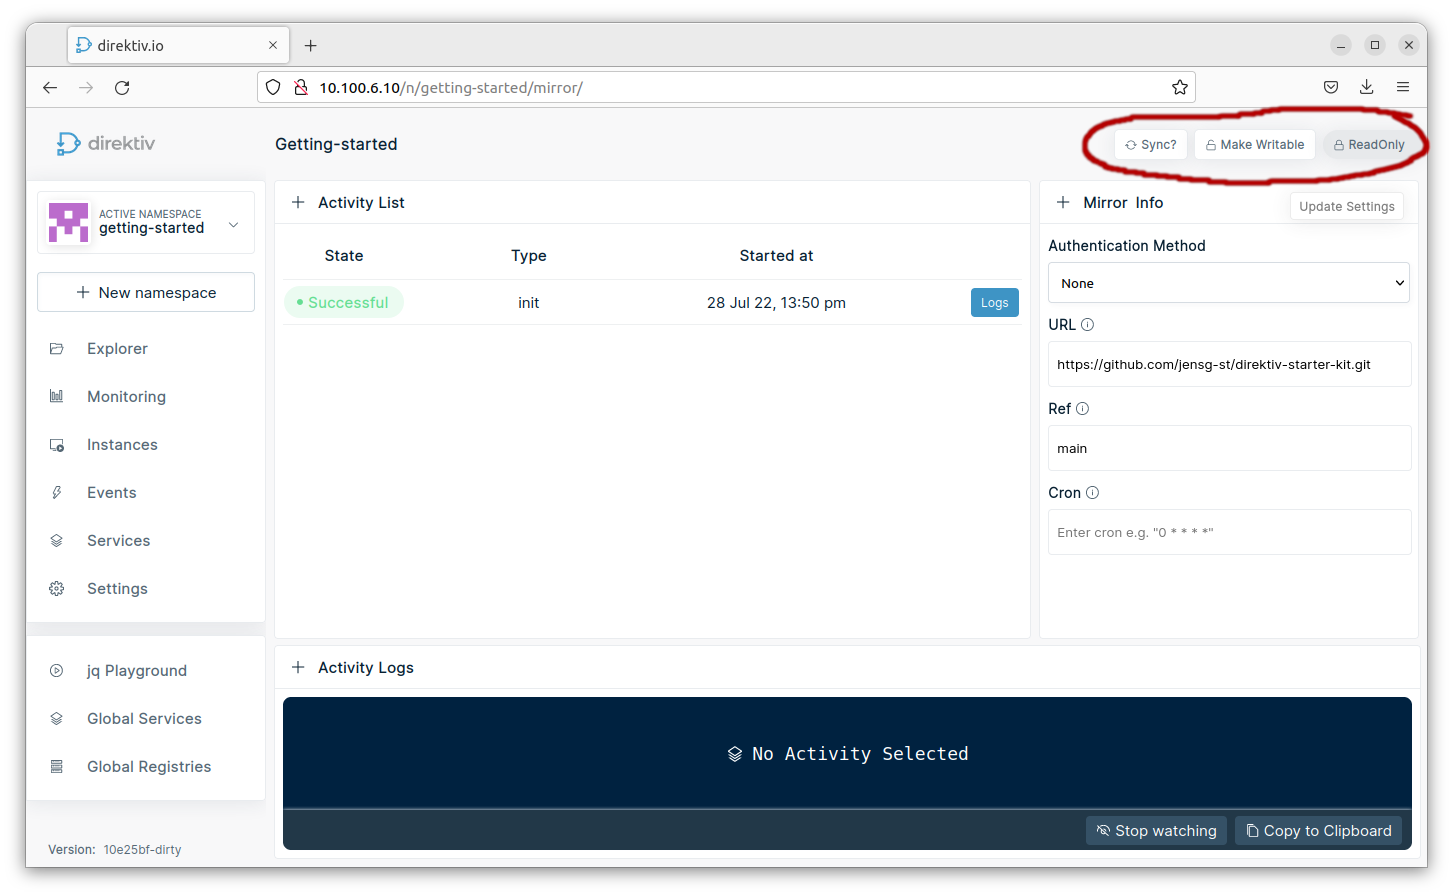 direktiv.io
10.100.6.10/n/getting-started/mirror/
direktiv
Getting-started
Sync?
Make Writable
ReadOnly
ACTIVE NAMESPACE
getting-started
New namespace
Explorer
Monitoring
Instances
Events
Services
Settings
jq Playground
Global Services
Global Registries
Version: 10e25bf-dirty
Activity List
State Type Started at
Successful init 28 Jul 22, 13:50 pm Logs
Mirror Info
Update Settings
Authentication Method
None
URL
https://github.com/jensg-st/direktiv-starter-kit.git
Ref
main
Cron
Enter cron e.g. "0 * * * *"
Activity Logs
No Activity Selected
Stop watching
Copy to Clipboard